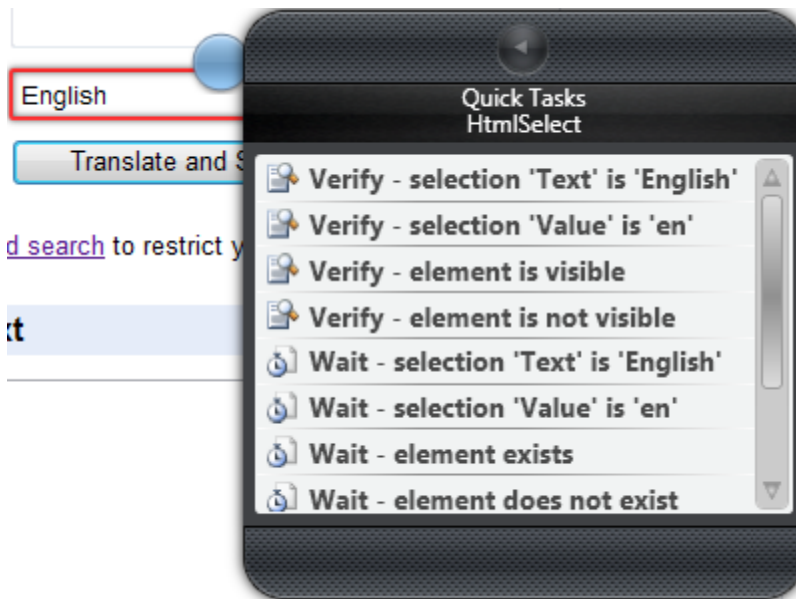 English
Translate and S
d search to restrict y
xt
Quick Tasks
HtmlSelect
Verify - selection 'Text' is 'English'
Verify - selection 'Value' is 'en'
Verify - element is visible
Verify - element is not visible
Wait - selection 'Text' is 'English'
Wait - selection 'Value' is 'en'
Wait - element exists
Wait - element does not exist